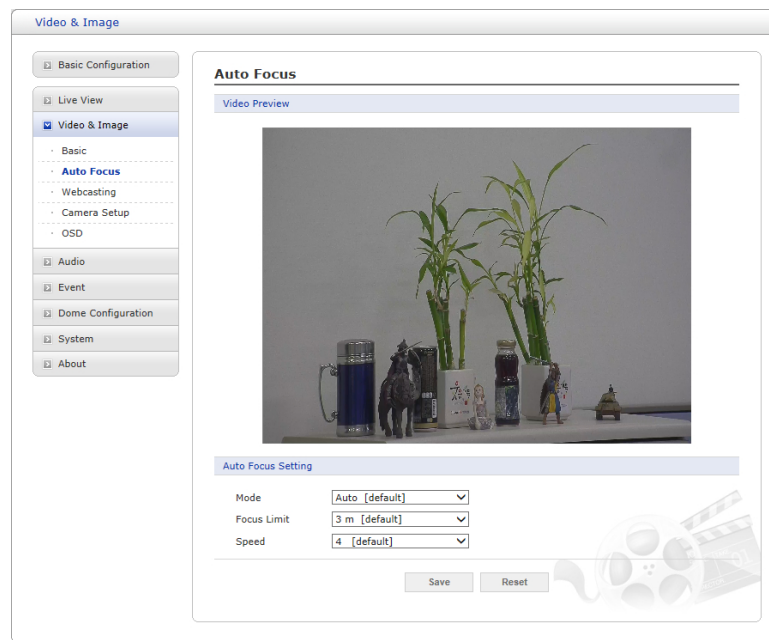 Video & Image
Basic Configuration
Live View
Video & Image
Basic
Auto Focus
Webcasting
Camera Setup
OSD
Audio
Event
Dome Configuration
System
About
Auto Focus
Video Preview
Auto Focus Setting
Mode
Auto [default]
Focus Limit
3 m [default]
Speed
4 [default]
Save
Reset